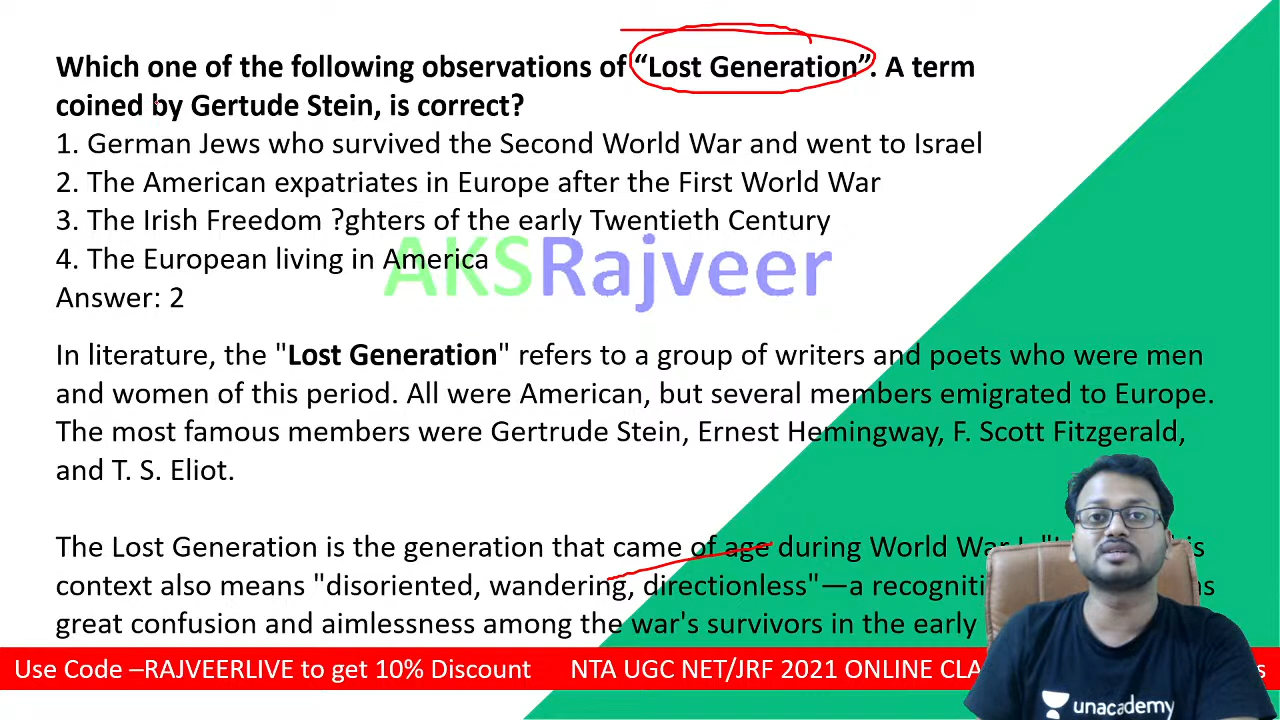 Which one of the following observations of “Lost Generation”. A term
coined by Gertude Stein, is correct?
1. German Jews who survived the Second World War and went to Israel
2. The American expatriates in Europe after the First World War
3. The Irish Freedom ?ghters of the early Twentieth Century
4. The European living in America
AKSRajveer
Answer: 2
In literature, the "Lost Generation" refers to a group of writers and poets who were men
and women of this period. All were American, but several members emigrated to Europe.
The most famous members were Gertrude Stein, Ernest Hemingway, F. Scott Fitzgerald,
and T. S. Eliot.
The Lost Generation is the generation that came of age during World War
context also means "disoriented, wandering, directionless"—a
great confusion and aimlessness among the war's survivors in the early
Use Code –RAJVEERLIVE to get 10% Discount NTA UGC NET/JRF 2021 ONLINE
unacademy